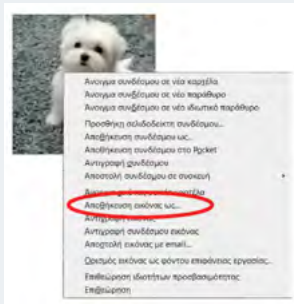 Άνοιγμα συνδέσμου σε νέα καρτέλα
Άνοιγμα συνδέσμου σε νέο παράθυρο
Άνοιγμα συνδέσμου σε νέο ιδιωτικό παράθυρο
Προσθήκη σελιδοδείκτη συνδέσμου...
Αποθήκευση συνδέσμου ως...
Αποθήκευση συνδέσμου στο Pocket
Αντιγραφή συνδέσμου
Αποστολή συνδέσμου σε συσκευή
Αποθήκευση εικόνας ως...
Αντιγραφή εικόνας
Αντιγραφή συνδέσμου εικόνας
Αποστολή εικόνας με email...
Ορισμός εικόνας ως φόντου επιφάνειας εργασίας...
Επιθεώρηση ιδιοτήτων προσβασιμότητας
Επιθεώρηση